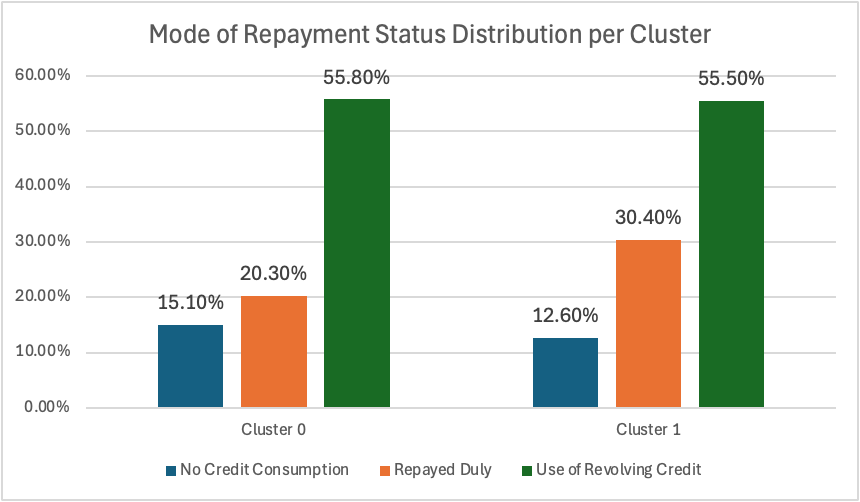 Mode of Repayment Status Distribution per Cluster
60.00%
50.00%
40.00%
30.00%
20.00%
10.00%
0.00%
55.80%
55.50%
30.40%
20.30%
15.10%
12.60%
Cluster 0
Cluster 1
No Credit Consumption
Repayed Duly
Use of Revolving Credit